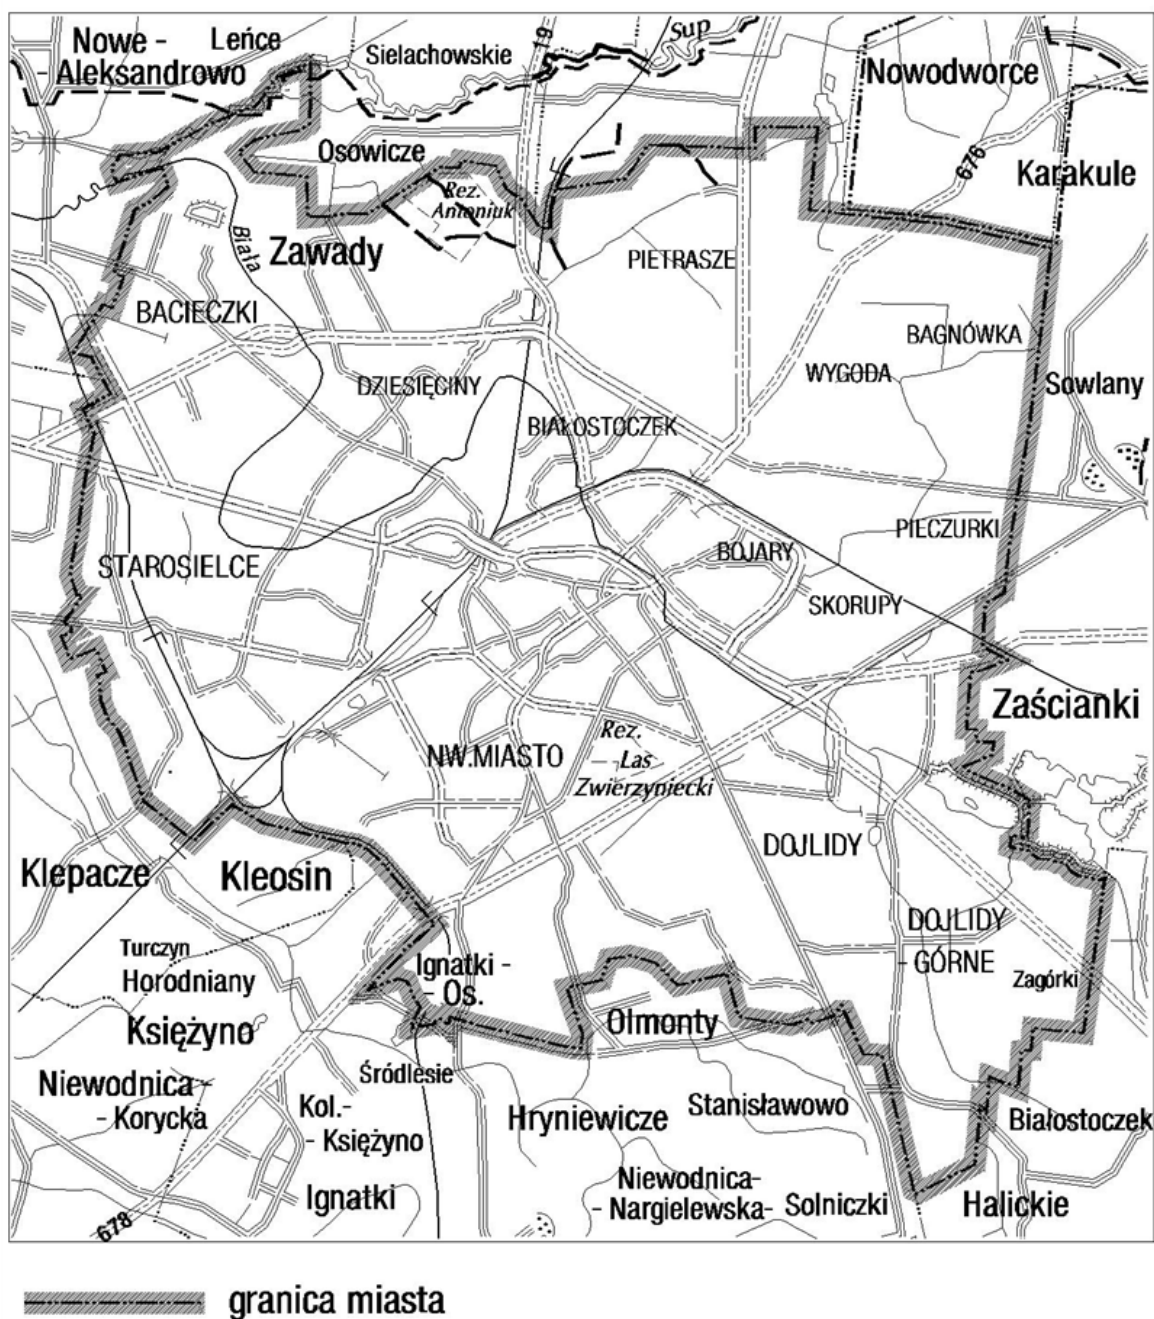 Nowe -
- Aleksandrowo
Leńce
Sielachowskie
19
Sup
Nowodworce
676
Karakule
Osowicze
Rez.
Antoniuk
Zawady
Biała
PIETRASZE
BACIECZKI
BAGNÓWKA
DZIESIĘCINY
WYGODA
Sowlany
BIAŁOSTOCZEK
PIECZURKI
BOJARY
STAROSIELCE
SKORUPY
Zaścianki
NW.MIASTO
Rez.
Las
Zwierzyniecki
DOJLIDY
Klepacze
Kleosin
DOJLIDY
- GÓRNE
Turczyn
Horodniany
Ignatki -
- Os.
Zagórki
Księżyno
Olmonty
Śródlesie
Niewodnica -
- Korycka
Kol.-
- Księżyno
Hryniewicze
Stanisławowo
Białostoczek
Ignatki
Niewodnica-
- Nargielewska-
Solniczki
Halickie
678
granica miasta